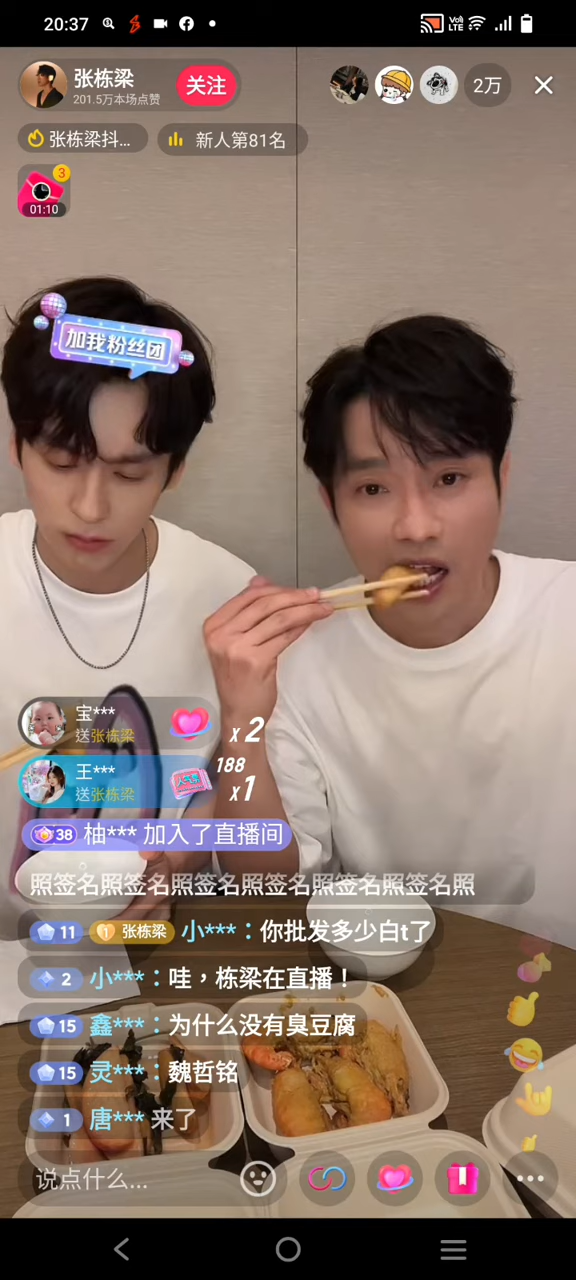 20:37
Voll LTE
张栋梁
201.5万本场点赞
关注
2万
张栋梁抖...
新人第81名
3
01:10
加我粉丝团
宝***
送张栋梁
x2
王***
送张栋梁
188
x1
38 柚*** 加入了直播间
照签名照签名照签名照签名照签名照签名照
11 1 张栋梁 小***：你批发多少白t了
2 小***：哇，栋梁在直播！
15 鑫***：为什么没有臭豆腐
15 灵***：魏哲铭
1 唐*** 来了
说点什么...